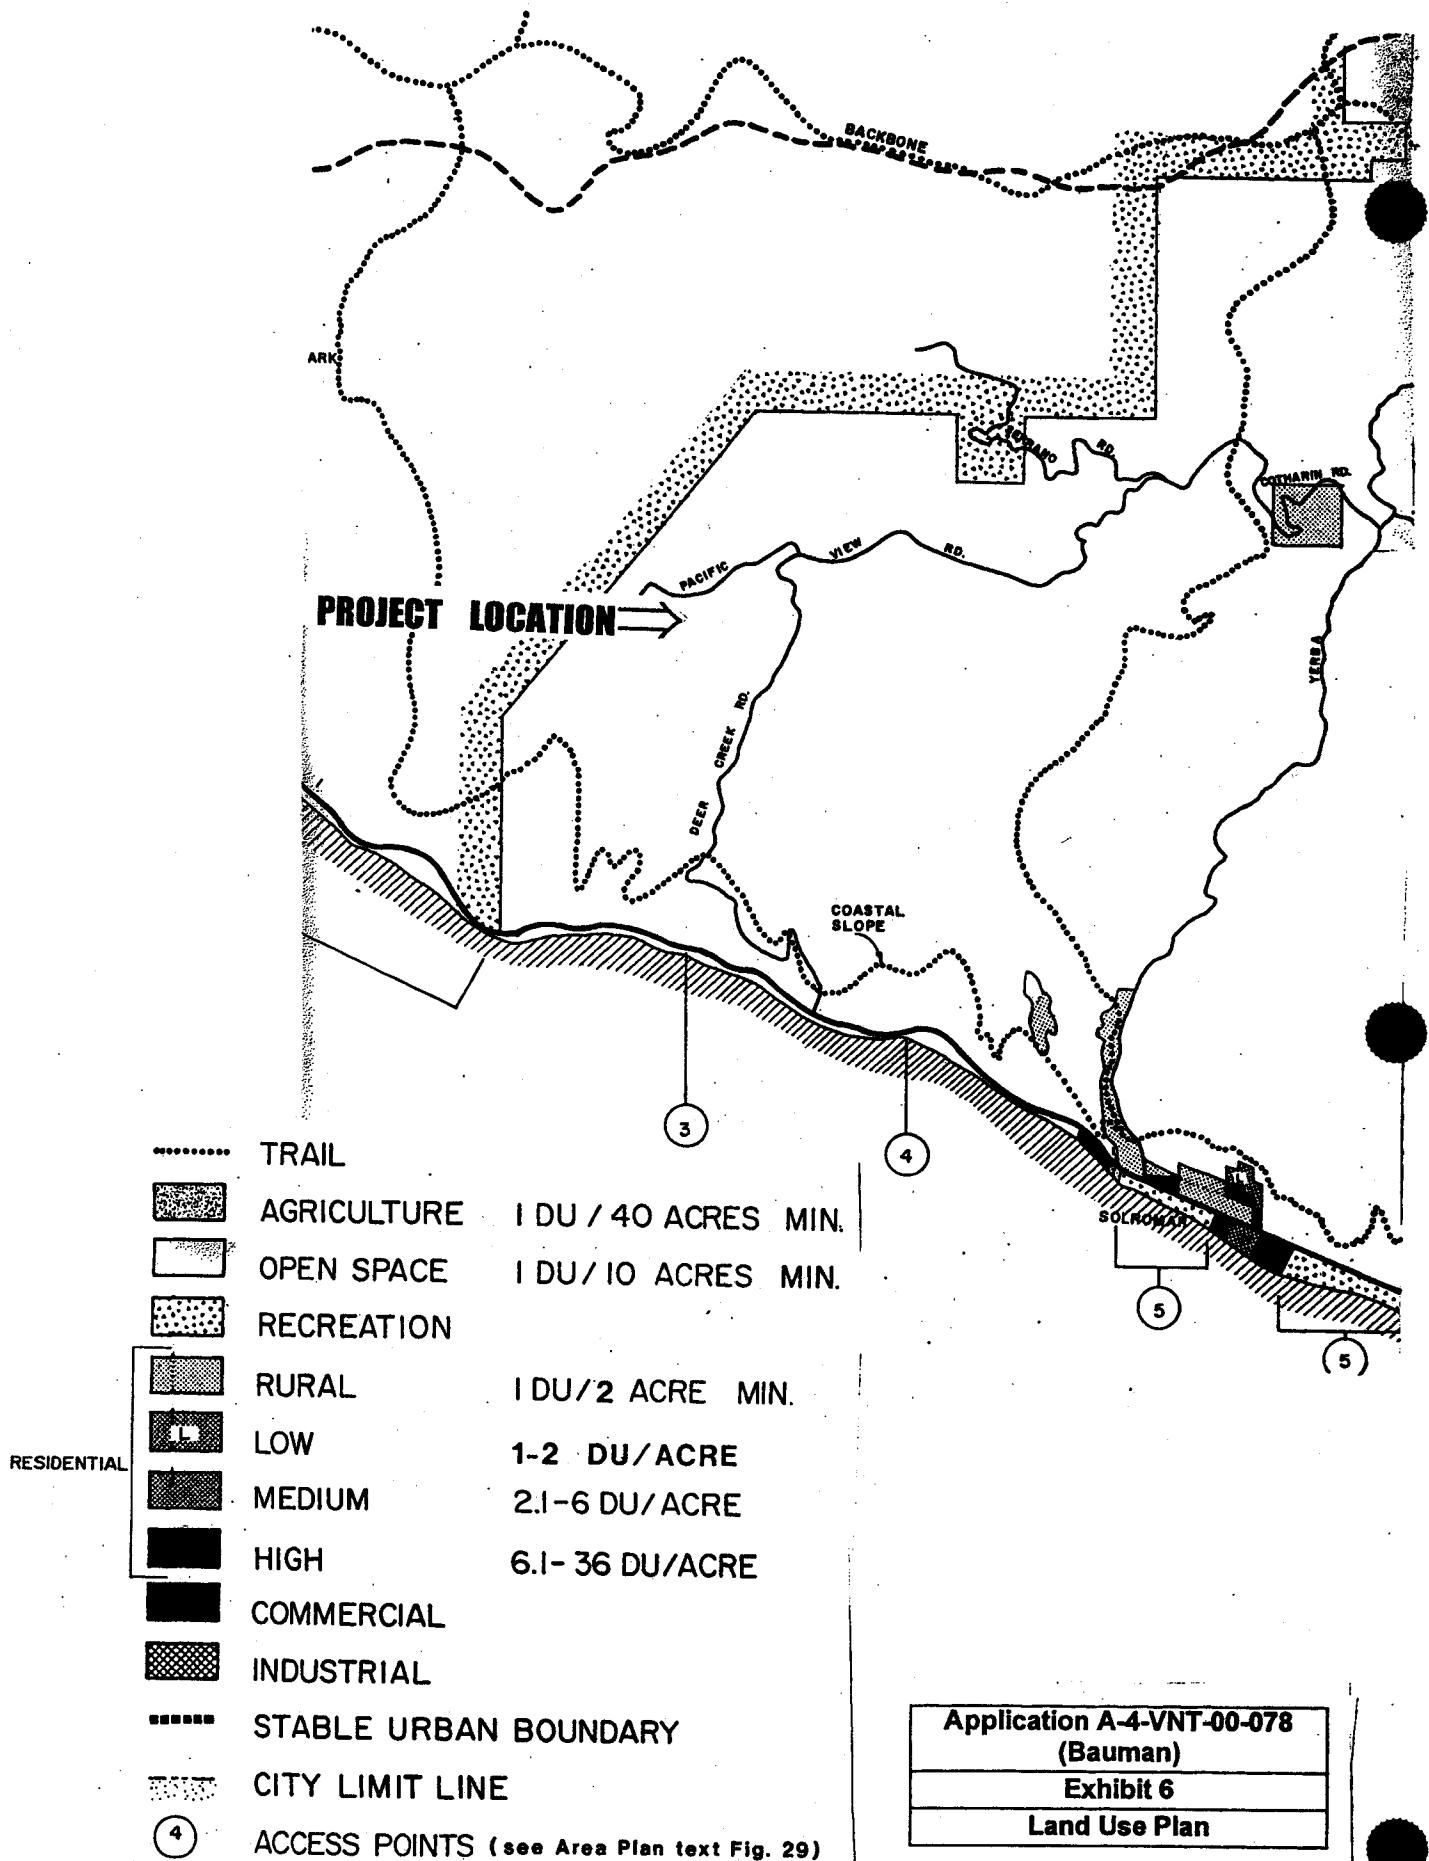 BACKBONE
ARK
SERRANO RD.
COTHARIN RD.
PACIFIC VIEW RD.
PROJECT LOCATION
YERBA
DEER CREEK RD.
COASTAL
SLOPE
3
4
L
SOLROMAR
5
5
TRAIL
AGRICULTURE 1 DU / 40 ACRES MIN.
OPEN SPACE 1 DU/10 ACRES MIN.
RECREATION
RURAL 1 DU/2 ACRE MIN.
L LOW 1-2 DU/ACRE
RESIDENTIAL
MEDIUM 2.1-6 DU/ACRE
HIGH 6.1-36 DU/ACRE
COMMERCIAL
INDUSTRIAL
STABLE URBAN BOUNDARY
CITY LIMIT LINE
4 ACCESS POINTS (see Area Plan text Fig. 29)
Application A-4-VNT-00-078
(Bauman)
Exhibit 6
Land Use Plan